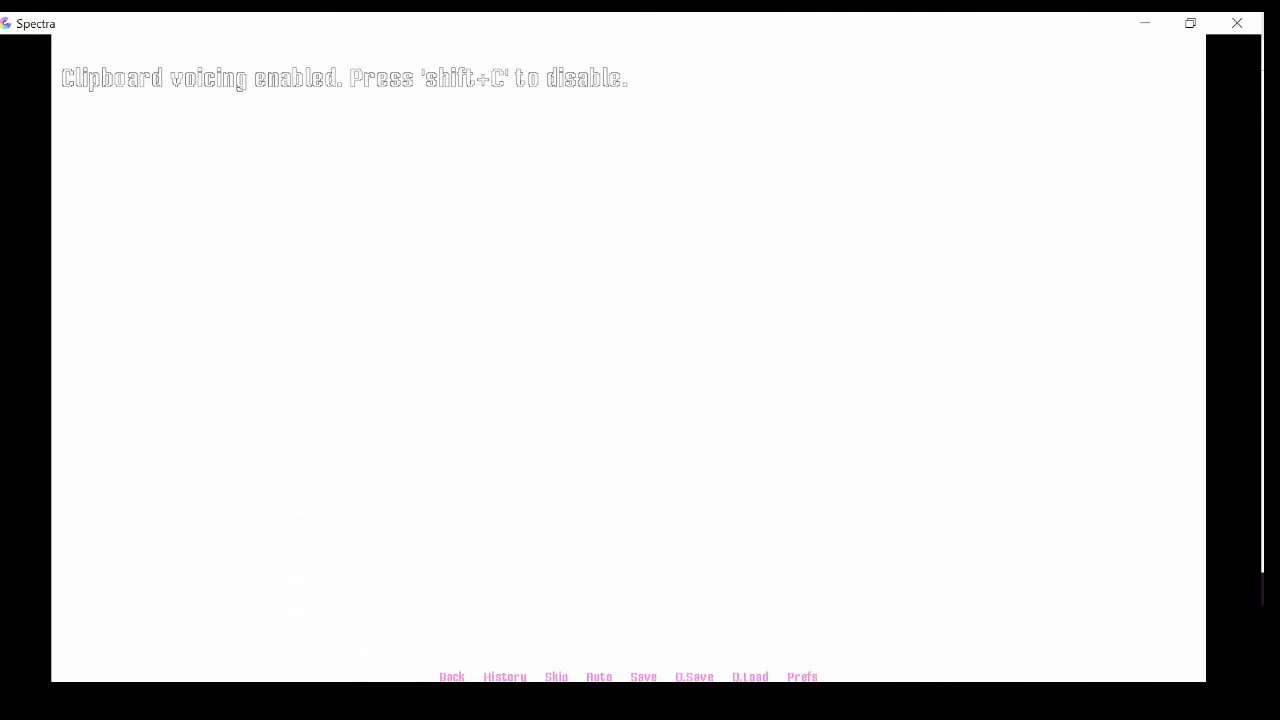 Spectra
Clipboard voicing enabled. Press 'shift+C' to disable.
Back History Skip Auto Save Q.Save Q.Load Prefs